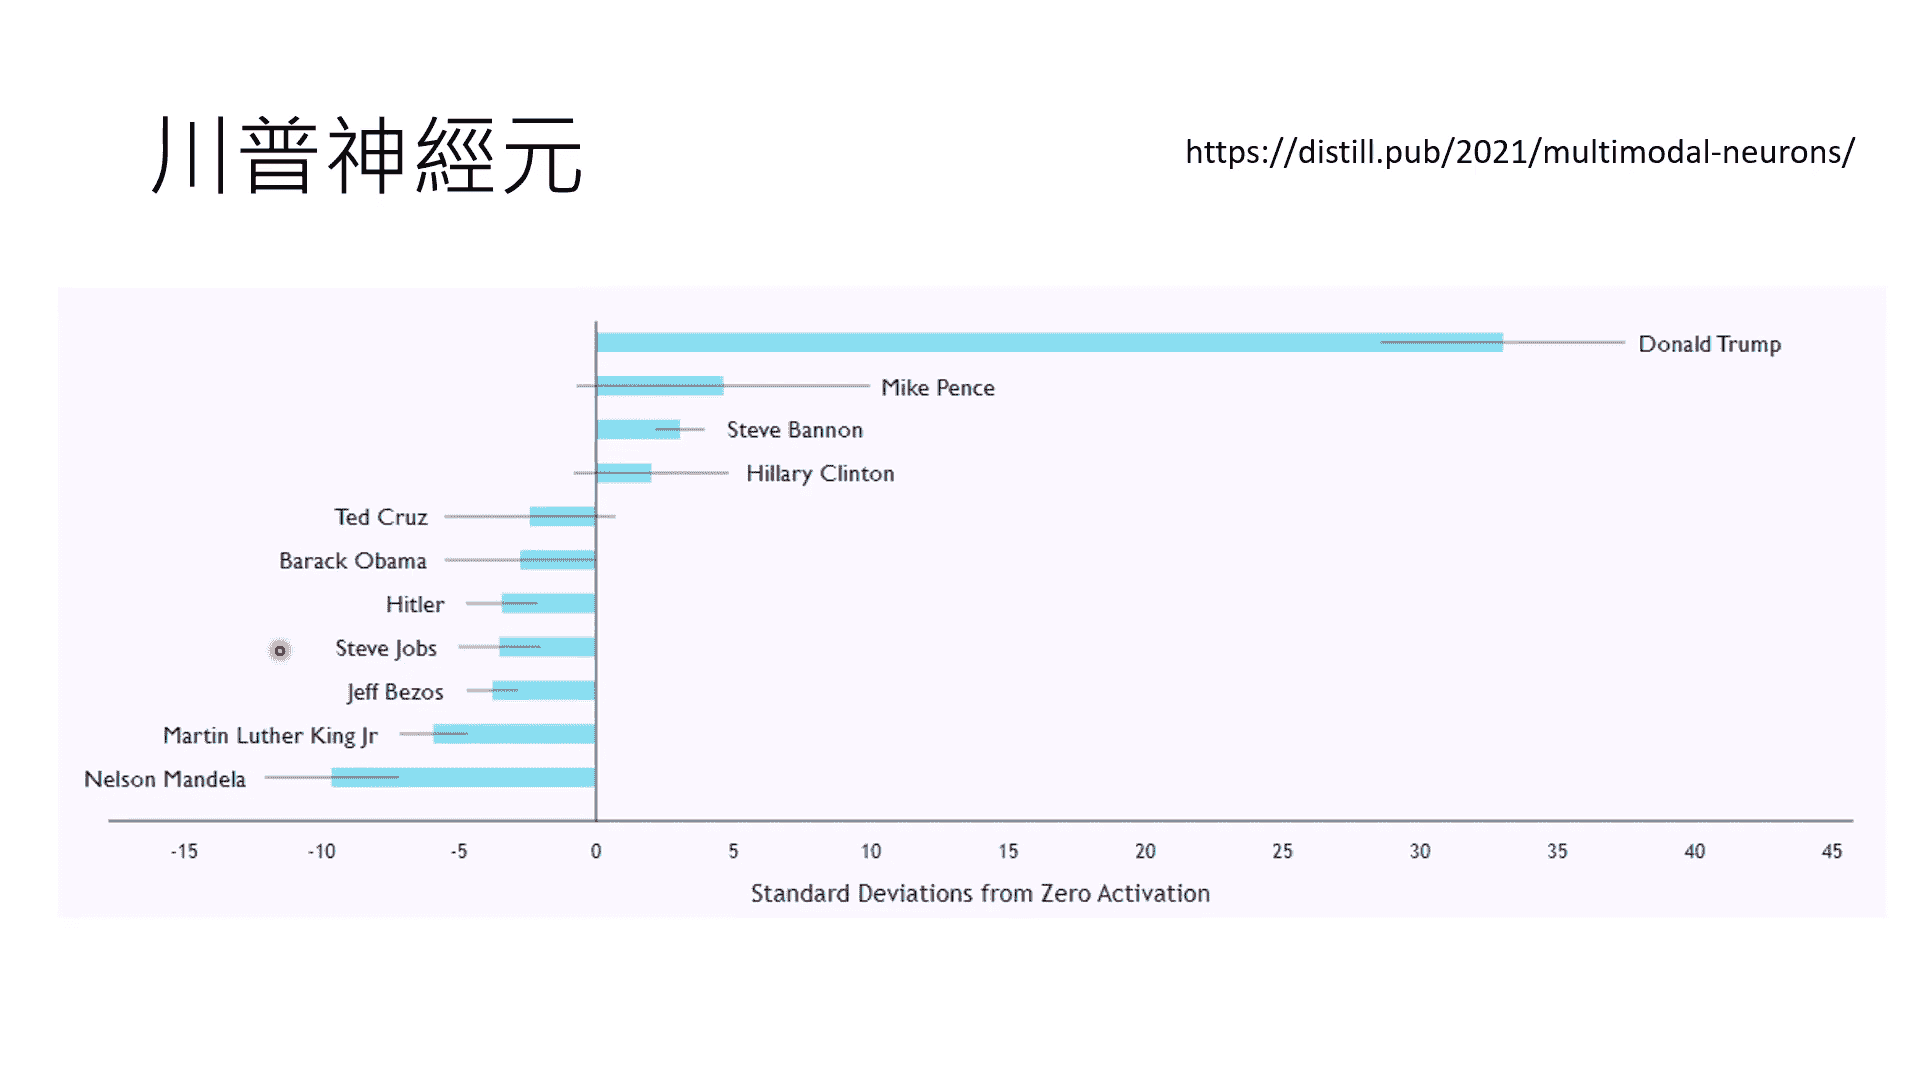 川普神經元
https://distill.pub/2021/multimodal-neurons/
Donald Trump
Mike Pence
Steve Bannon
Hillary Clinton
Ted Cruz
Barack Obama
Hitler
Steve Jobs
Jeff Bezos
Martin Luther King Jr
Nelson Mandela
-15 -10 -5 0 5 10 15 20 25 30 35 40 45
Standard Deviations from Zero Activation